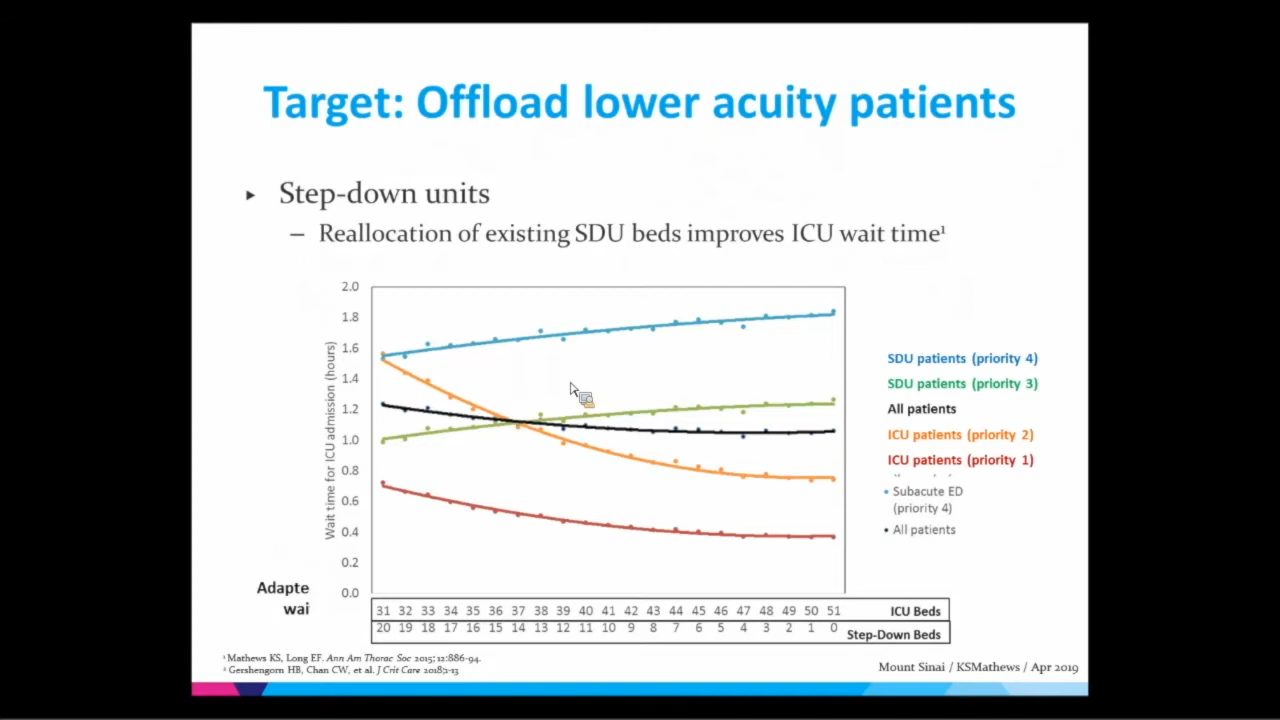 Target: Offload lower acuity patients
▸ Step-down units
– Reallocation of existing SDU beds improves ICU wait time¹
2.0
1.8
1.6
1.4
1.2
1.0
0.8
0.6
0.4
0.2
0.0
Wait time for ICU admission (hours)
SDU patients (priority 4)
SDU patients (priority 3)
All patients
ICU patients (priority 2)
ICU patients (priority 1)
• Subacute ED
(priority 4)
• All patients
Adapte
wai
31 32 33 34 35 36 37 38 39 40 41 42 43 44 45 46 47 48 49 50 51 ICU Beds
20 19 18 17 16 15 14 13 12 11 10 9 8 7 6 5 4 3 2 1 0 Step-Down Beds
¹ Mathews KS, Long EF. Ann Am Thorac Soc 2015; 12:886-94.
² Gershengorn HB, Chan CW, et al. J Crit Care 2018;1-13
Mount Sinai / KSMathews / Apr 2019